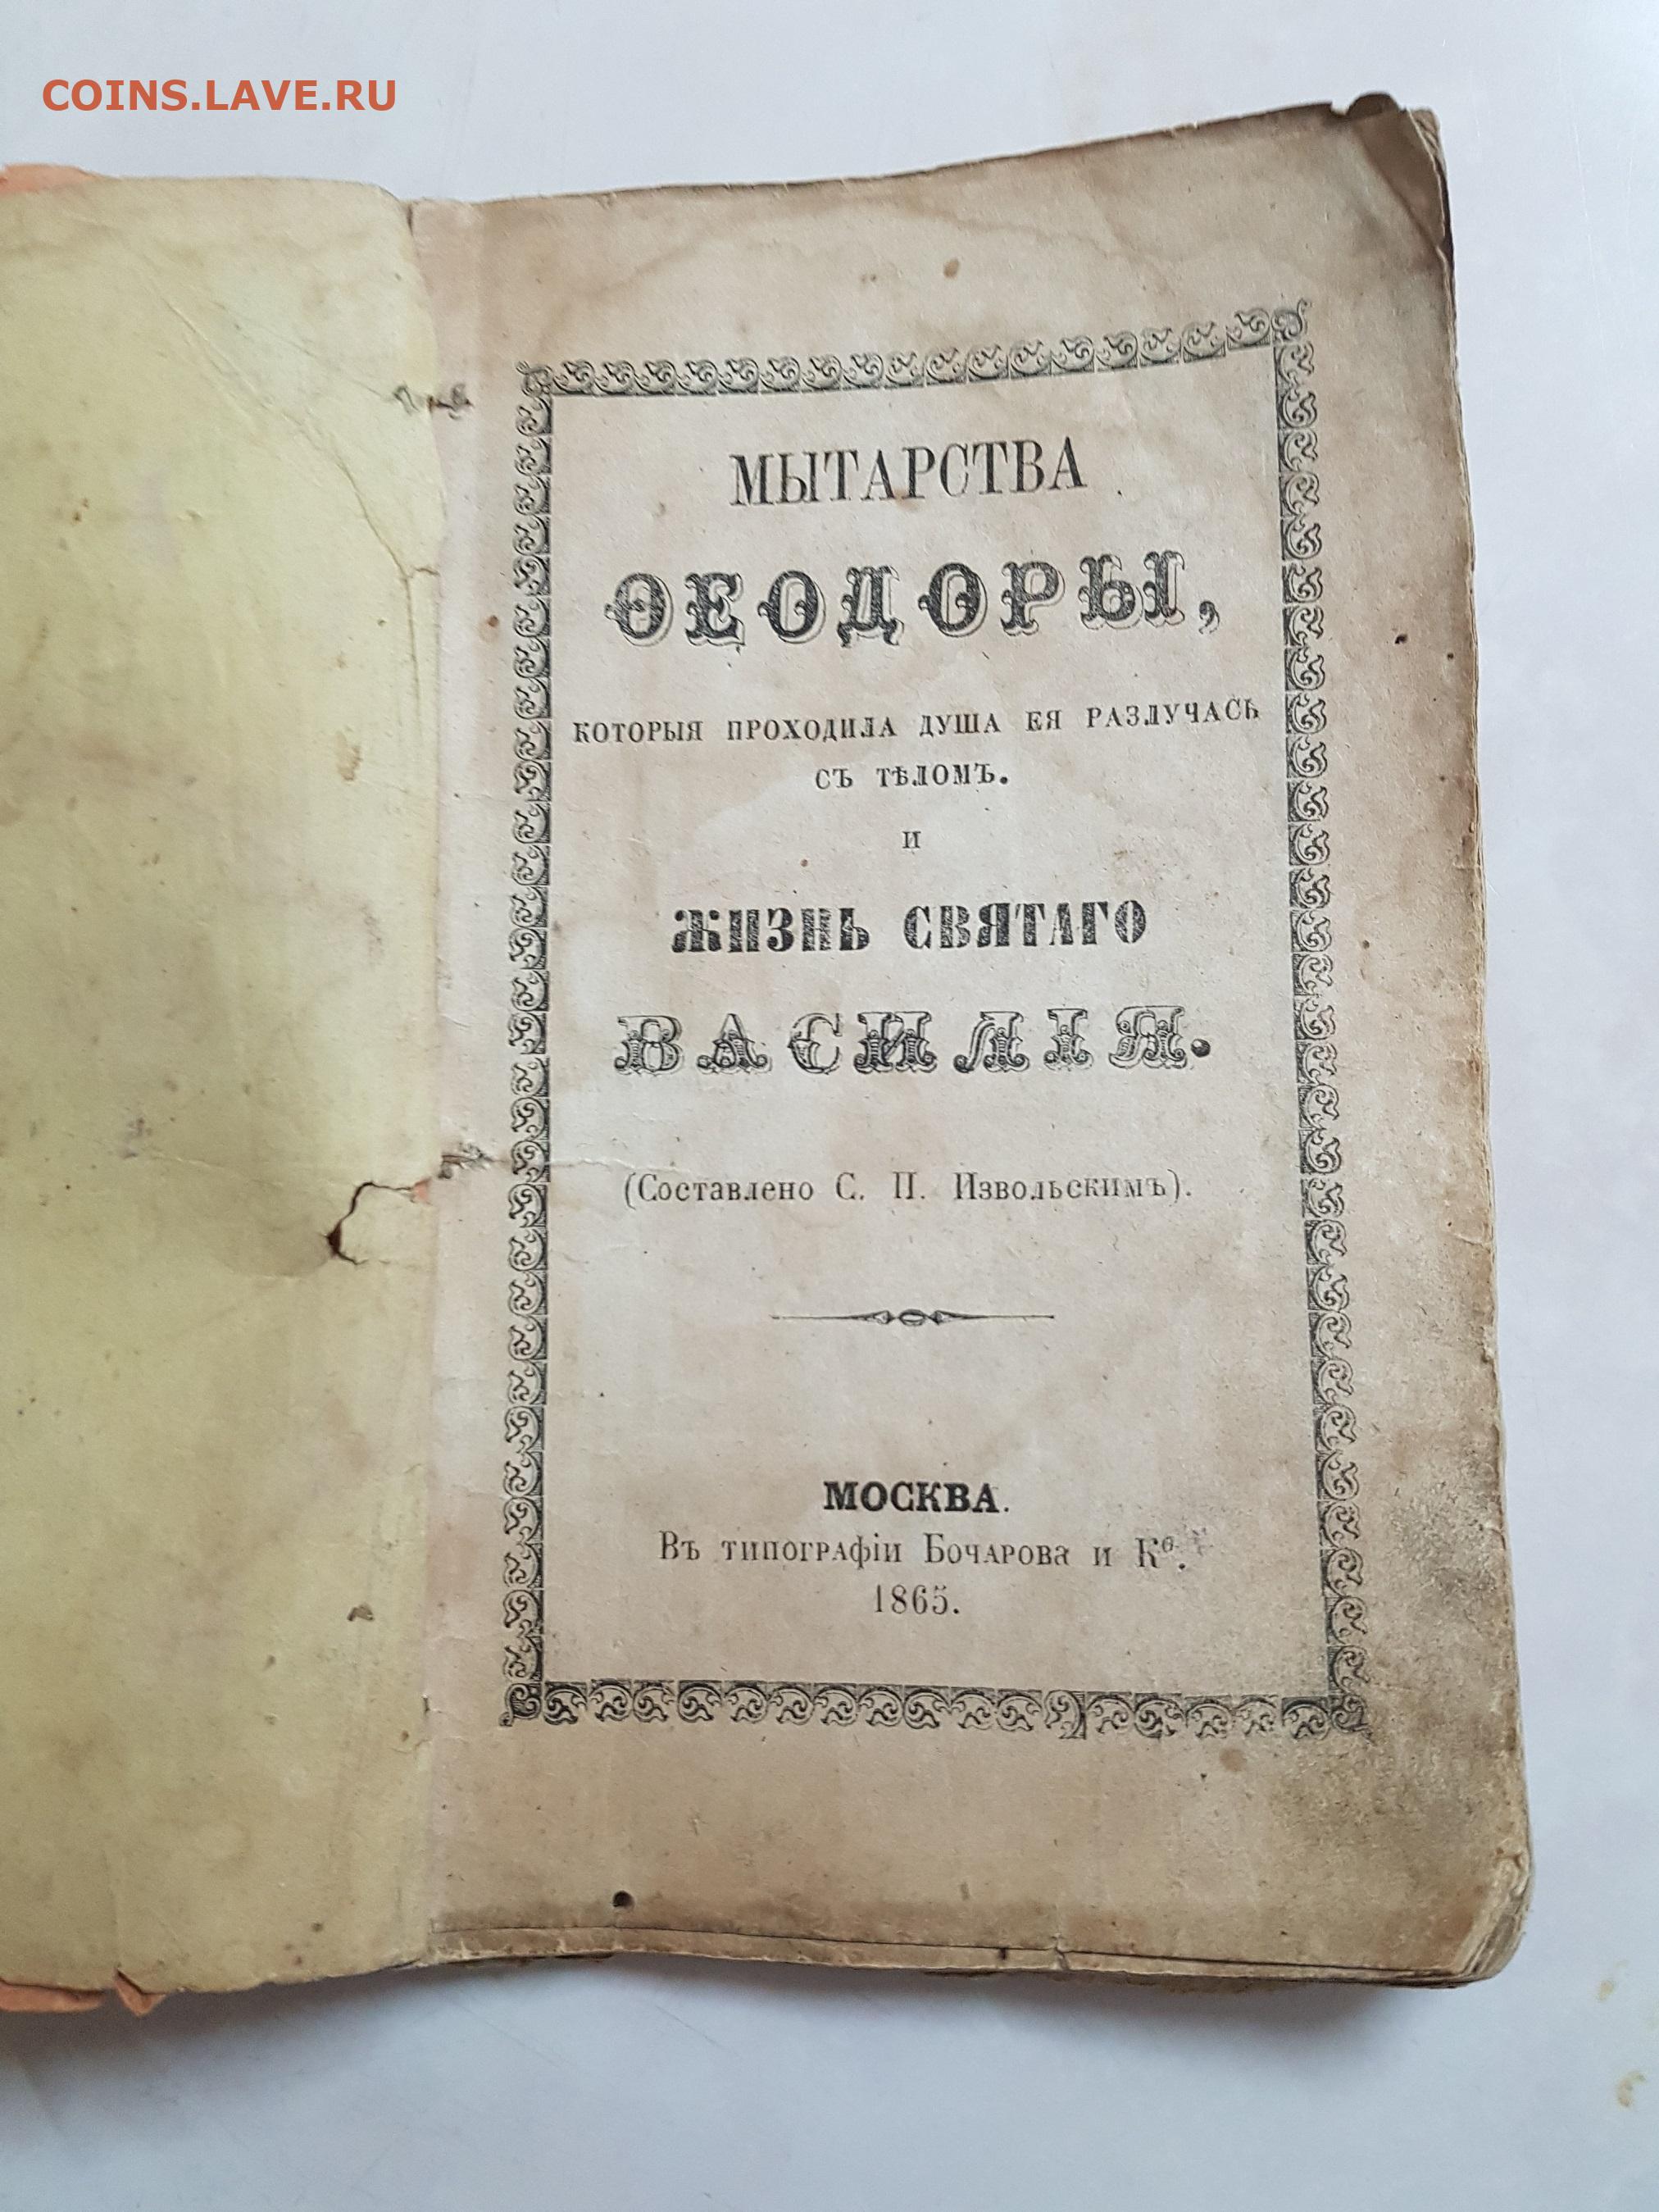 COINS.LAVE.RU
МЫТАРСТВА
ѲЕОДОРЫ,
КОТОРЫЯ ПРОХОДИЛА ДУША ЕЯ РАЗЛУЧАСЬ
СЪ ТѢЛОМЪ.
И
ЖИЗНЬ СВЯТАГО
ВАСИЛІЯ.
(Составлено С. П. Извольскимъ).
МОСКВА.
Въ типографіи Бочарова и Кº.
1865.